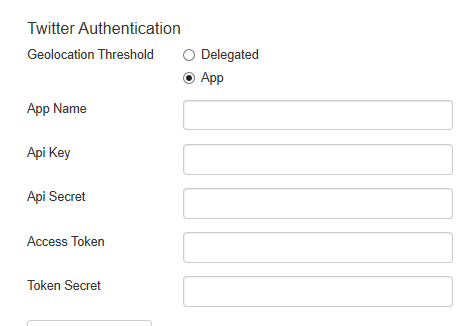 Twitter Authentication
Geolocation Threshold Delegated
App
App Name
Api Key
Api Secret
Access Token
Token Secret